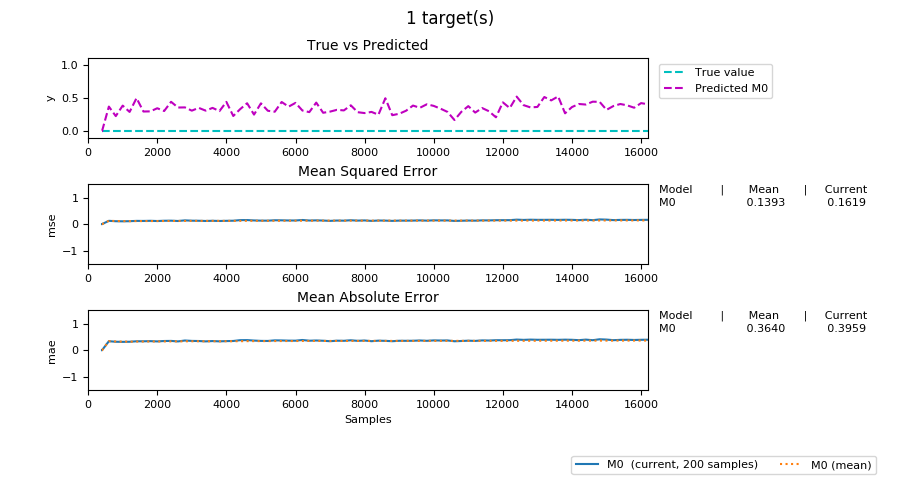 1 target(s)
True vs Predicted
1.0
0.5
0.0
y
0 2000 4000 6000 8000 10000 12000 14000 16000
True value
Predicted M0
Mean Squared Error
1
0
−1
mse
0 2000 4000 6000 8000 10000 12000 14000 16000
Model | Mean | Current
M0 0.1393 0.1619
Mean Absolute Error
1
0
−1
mae
0 2000 4000 6000 8000 10000 12000 14000 16000
Samples
Model | Mean | Current
M0 0.3640 0.3959
M0 (current, 200 samples) M0 (mean)